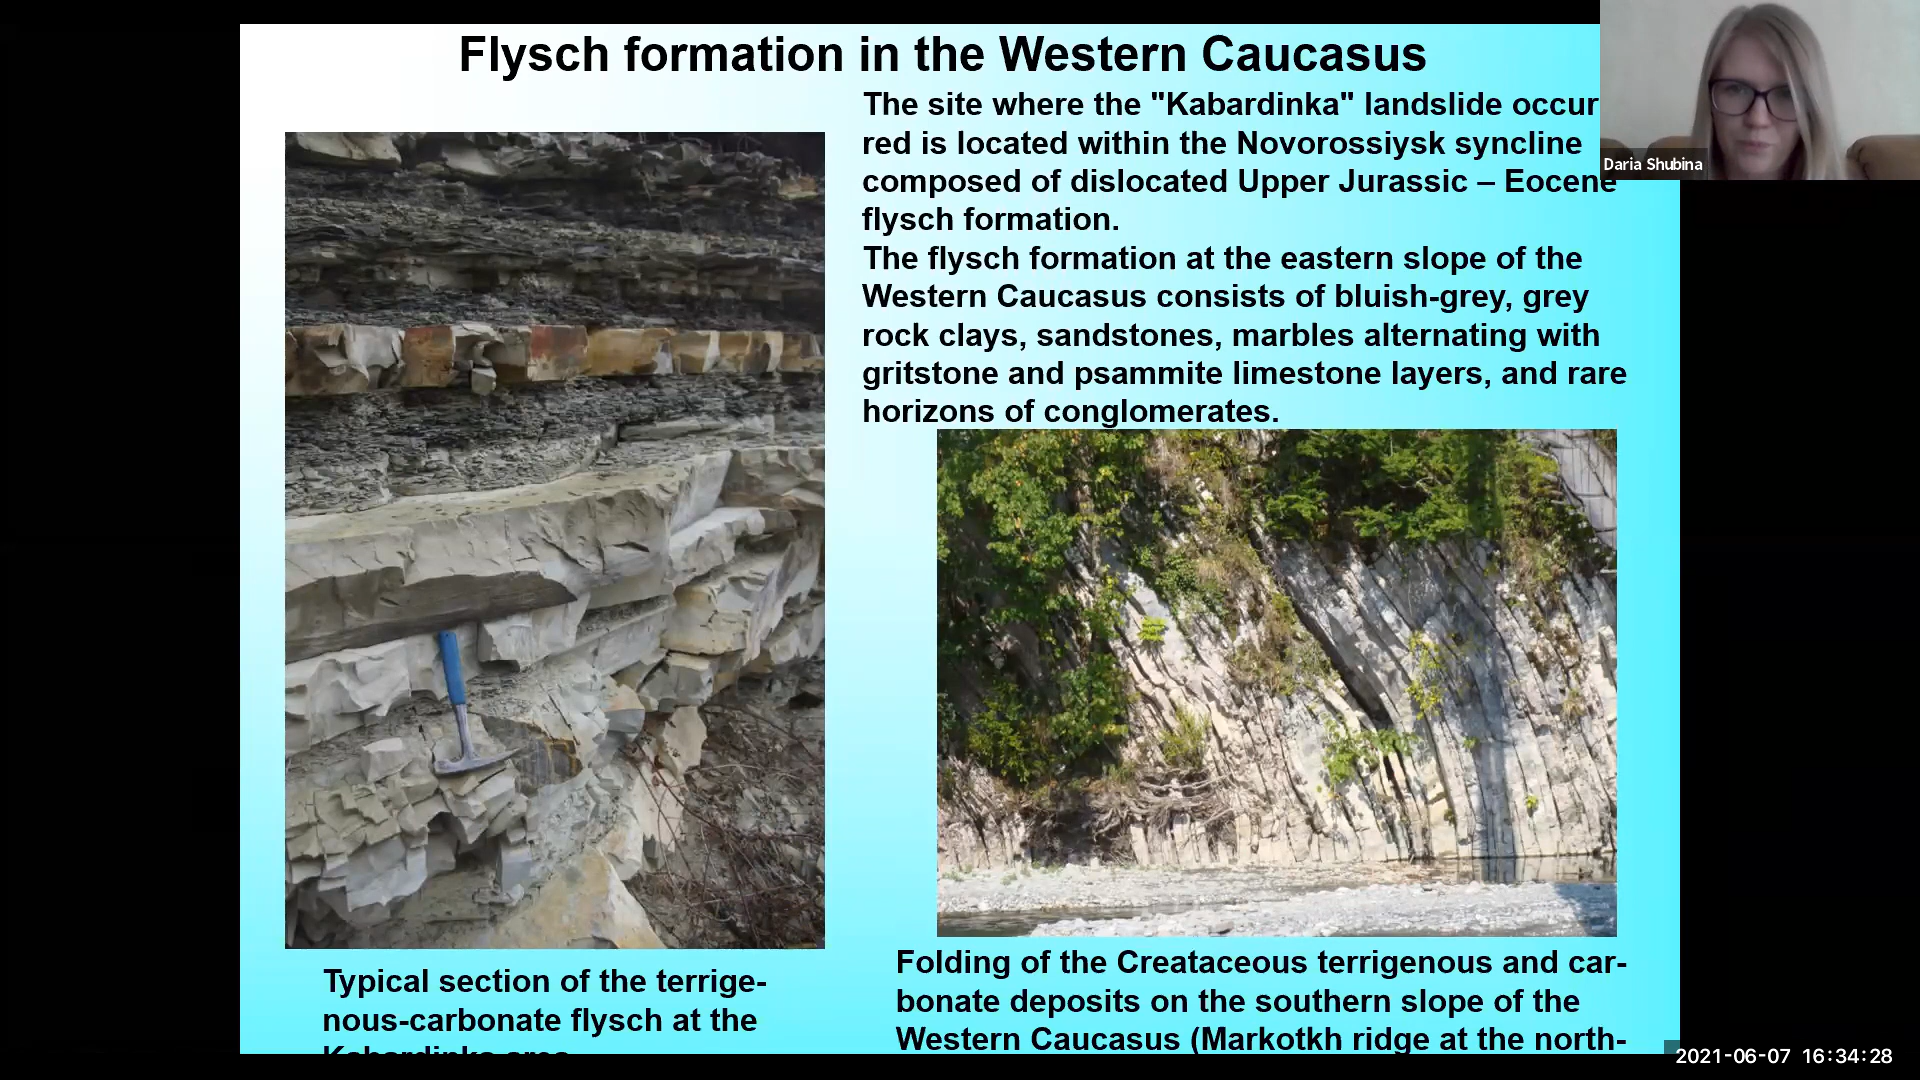 Flysch formation in the Western Caucasus
The site where the "Kabardinka" landslide occur
red is located within the Novorossiysk syncline
composed of dislocated Upper Jurassic – Eocene
flysch formation.
The flysch formation at the eastern slope of the
Western Caucasus consists of bluish-grey, grey
rock clays, sandstones, marbles alternating with
gritstone and psammite limestone layers, and rare
horizons of conglomerates.
Daria Shubina
Typical section of the terrige-
nous-carbonate flysch at the
Kabardinka area
Folding of the Creataceous terrigenous and car-
bonate deposits on the southern slope of the
Western Caucasus (Markotkh ridge at the north-
2021-06-07 16:34:28